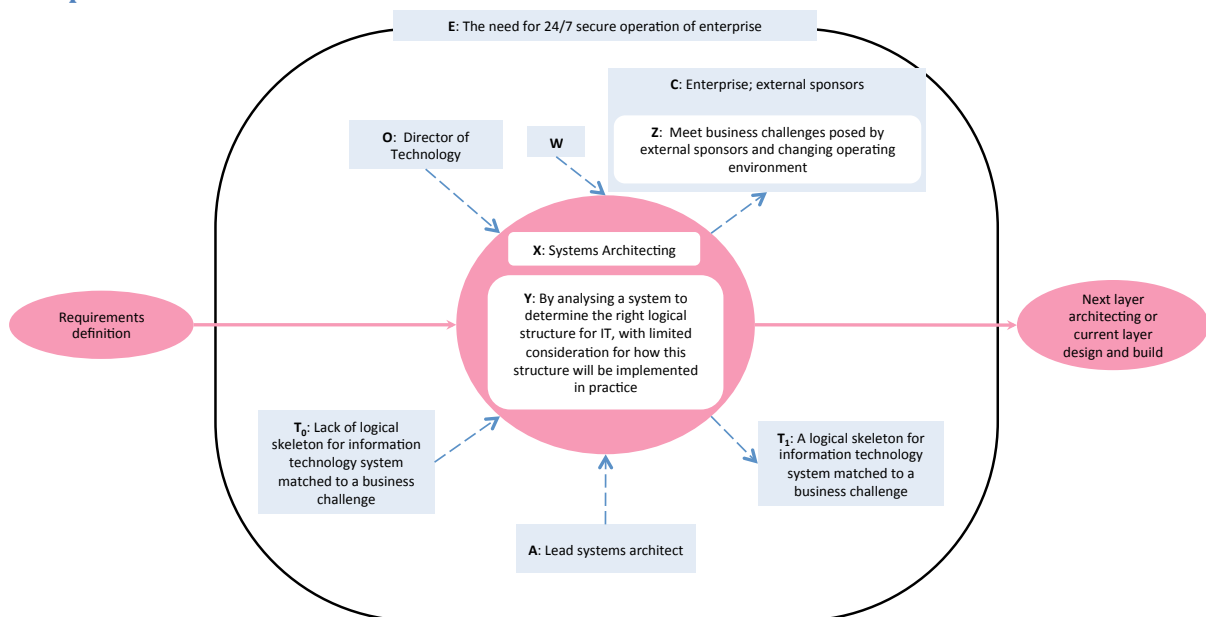 E: The need for 24/7 secure operation of enterprise
C: Enterprise; external sponsors
O: Director of
Technology
W
Z: Meet business challenges posed by
external sponsors and changing operating
environment
X: Systems Architecting
Y: By analysing a system to
determine the right logical
structure for IT, with limited
consideration for how this
structure will be implemented
in practice
Requirements
definition
Next layer
architecting or
current layer
design and build
T₀: Lack of logical
skeleton for information
technology system
matched to a business
challenge
T₁: A logical skeleton for
information technology
system matched to a
business challenge
A: Lead systems architect